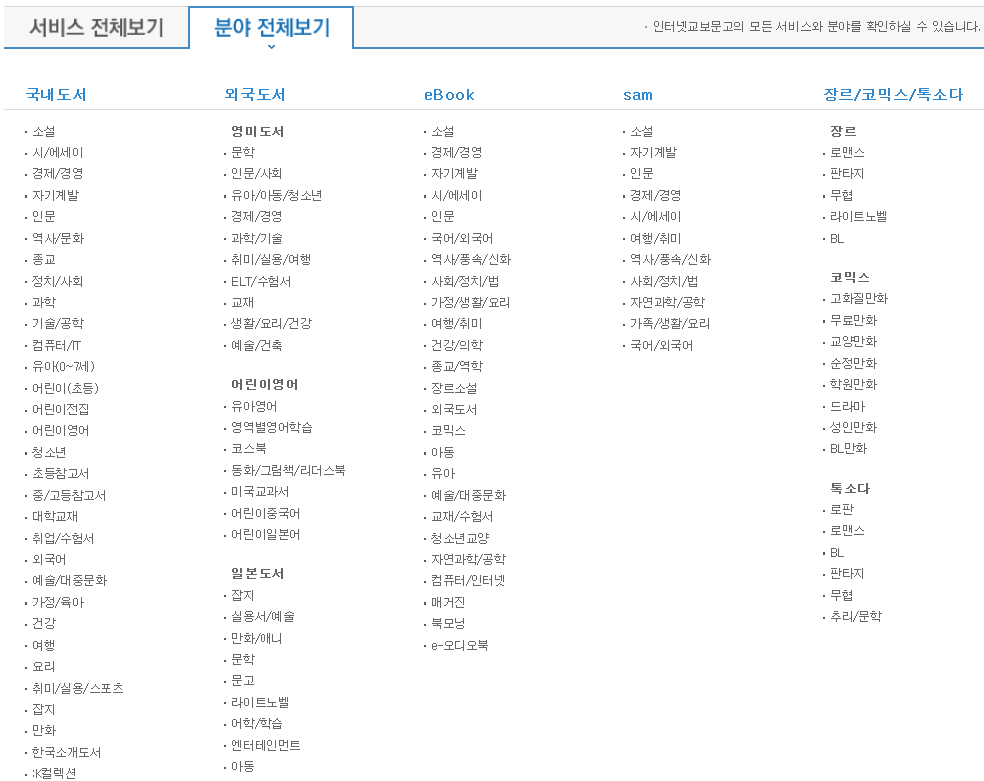 서비스 전체보기
분야 전체보기
· 인터넷교보문고의 모든 서비스와 분야를 확인하실 수 있습니다.
국내도서
· 소설
· 시/에세이
· 경제/경영
· 자기계발
· 인문
· 역사/문화
· 종교
· 정치/사회
· 과학
· 기술/공학
· 컴퓨터/IT
· 유아(0~7세)
· 어린이(초등)
· 어린이전집
· 어린이영어
· 청소년
· 초등참고서
· 중/고등참고서
· 대학교재
· 취업/수험서
· 외국어
· 예술/대중문화
· 가정/육아
· 건강
· 여행
· 요리
· 취미/실용/스포츠
· 잡지
· 만화
· 한국소개도서
· :K컬렉션
외국도서
영미도서
· 문학
· 인문/사회
· 유아/아동/청소년
· 경제/경영
· 과학/기술
· 취미/실용/여행
· ELT/수험서
· 교재
· 생활/요리/건강
· 예술/건축
어린이영어
· 유아영어
· 영역별영어학습
· 코스북
· 동화/그림책/리더스북
· 미국교과서
· 어린이중국어
· 어린이일본어
일본도서
· 잡지
· 실용서/예술
· 만화/애니
· 문학
· 문고
· 라이트노벨
· 어학/학습
· 엔터테인먼트
· 아동
eBook
· 소설
· 경제/경영
· 자기계발
· 시/에세이
· 인문
· 국어/외국어
· 역사/풍속/신화
· 사회/정치/법
· 가정/생활/요리
· 여행/취미
· 건강/의학
· 종교/역학
· 장르소설
· 외국도서
· 코믹스
· 아동
· 유아
· 예술/대중문화
· 교재/수험서
· 청소년교양
· 자연과학/공학
· 컴퓨터/인터넷
· 매거진
· 북모닝
· e-오디오북
sam
· 소설
· 자기계발
· 인문
· 경제/경영
· 시/에세이
· 여행/취미
· 역사/풍속/신화
· 사회/정치/법
· 자연과학/공학
· 가족/생활/요리
· 국어/외국어
장르/코믹스/톡소다
장르
· 로맨스
· 판타지
· 무협
· 라이트노벨
· BL
코믹스
· 고화질만화
· 무료만화
· 교양만화
· 순정만화
· 학원만화
· 드라마
· 성인만화
· BL만화
톡소다
· 로판
· 로맨스
· BL
· 판타지
· 무협
· 추리/문학